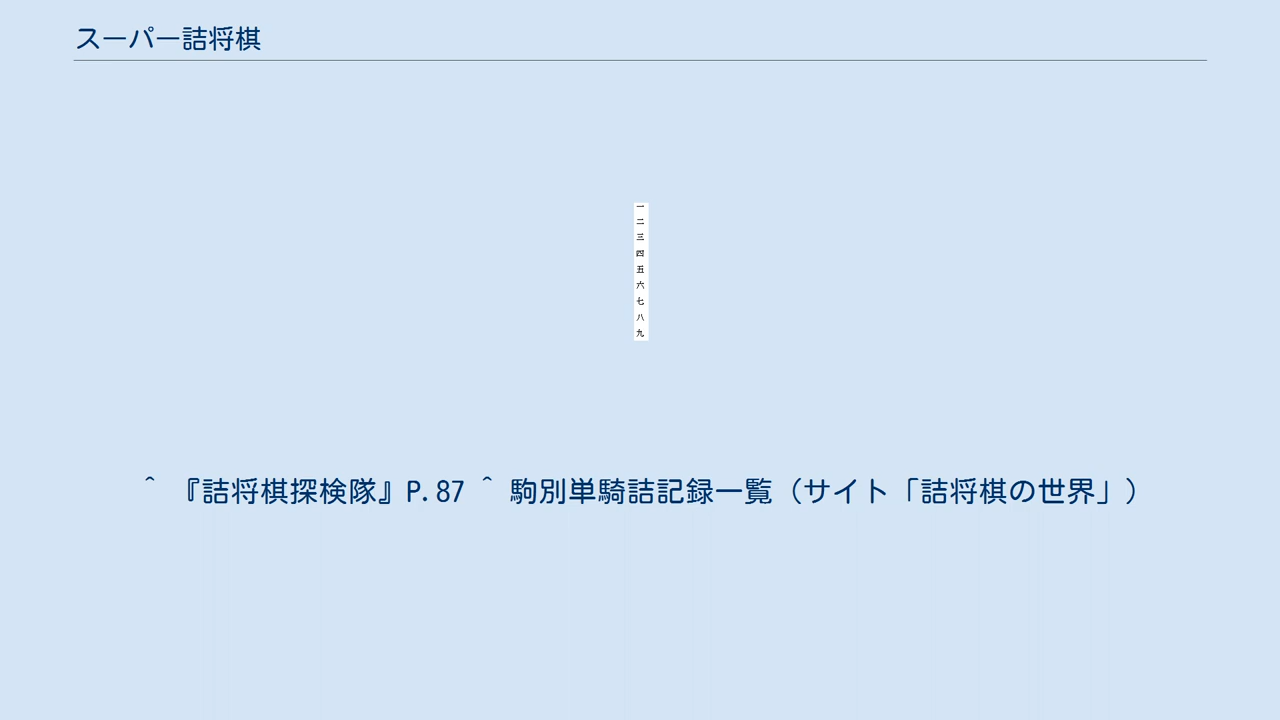 スーパー詰将棋
一
二
三
四
五
六
七
八
九
^ 『詰将棋探検隊』P.87 ^ 駒別単騎詰記録一覧（サイト「詰将棋の世界」）